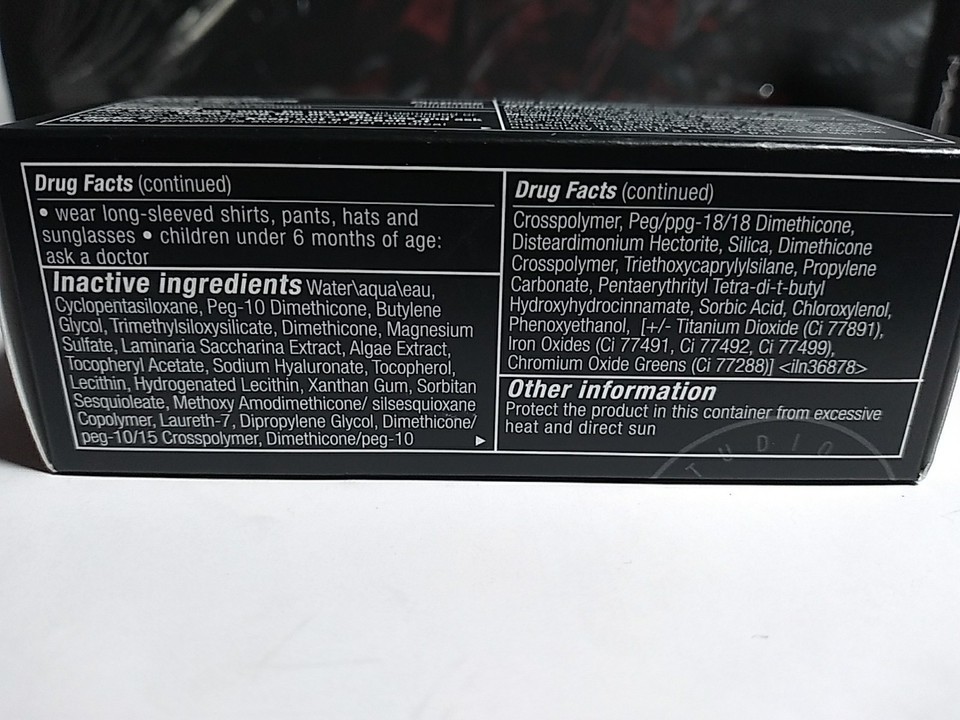 Drug Facts (continued)
• wear long-sleeved shirts, pants, hats and
sunglasses • children under 6 months of age:
ask a doctor
Inactive ingredients Water\aqua\eau,
Cyclopentasiloxane, Peg-10 Dimethicone, Butylene
Glycol, Trimethylsiloxysilicate, Dimethicone, Magnesium
Sulfate, Laminaria Saccharina Extract, Algae Extract,
Tocopheryl Acetate, Sodium Hyaluronate, Tocopherol,
Lecithin, Hydrogenated Lecithin, Xanthan Gum, Sorbitan
Sesquioleate, Methoxy Amodimethicone/ silsesquioxane
Copolymer, Laureth-7, Dipropylene Glycol, Dimethicone/
peg-10/15 Crosspolymer, Dimethicone/peg-10
Drug Facts (continued)
Crosspolymer, Peg/ppg-18/18 Dimethicone,
Disteardimonium Hectorite, Silica, Dimethicone
Crosspolymer, Triethoxycaprylylsilane, Propylene
Carbonate, Pentaerythrityl Tetra-di-t-butyl
Hydroxyhydrocinnamate, Sorbic Acid, Chloroxylenol,
Phenoxyethanol, [+/- Titanium Dioxide (Ci 77891),
Iron Oxides (Ci 77491, Ci 77492, Ci 77499),
Chromium Oxide Greens (Ci 77288)] <iln36878>
Other information
Protect the product in this container from excessive
heat and direct sun
TUDIO